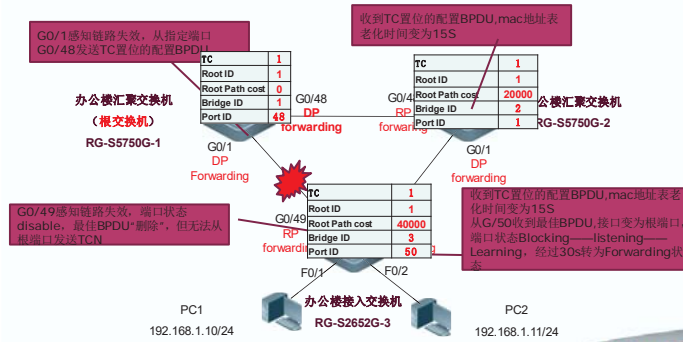 G0/1感知链路失效，从指定端口
G0/48发送TC置位的配置BPDU
收到TC置位的配置BPDU,mac地址表
老化时间变为15S
TC 1
Root ID 1
Root Path cost 0
Bridge ID 1
Port ID 48
TC 1
Root ID 1
Root Path cost 20000
Bridge ID 2
Port ID 1
办公楼汇聚交换机
（根交换机）
RG-S5750G-1
G0/48
DP
forwarding
G0/4
RP
forwa
公楼汇聚交换机
RG-S5750G-2
G0/1
DP
Forwarding
G0/1
DP
forwarding
G0/49感知链路失效，端口状态
disable，最佳BPDU“删除”，但无法从
根端口发送TCN
G0/49
RP
forwardi
TC 1
Root ID 1
Root Path cost 40000
Bridge ID 3
Port ID 50
收到TC置位的配置BPDU,mac地址表老
化时间变为15S
从G/50收到最佳BPDU,接口变为根端口，
端口状态Blocking——listening——
Learning，经过30s转为Forwarding状
态
F0/1
F0/2
办公楼接入交换机
RG-S2652G-3
PC1
192.168.1.10/24
PC2
192.168.1.11/24